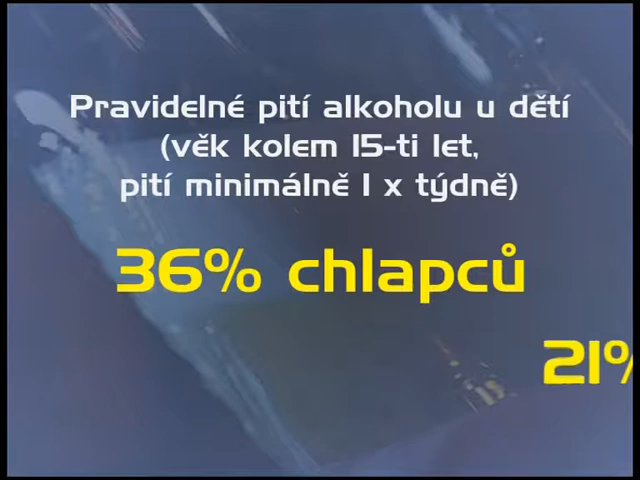 Pravidelné pití alkoholu u dětí
(věk kolem 15-ti let,
pití minimálně 1 x týdně)
36% chlapců
21%